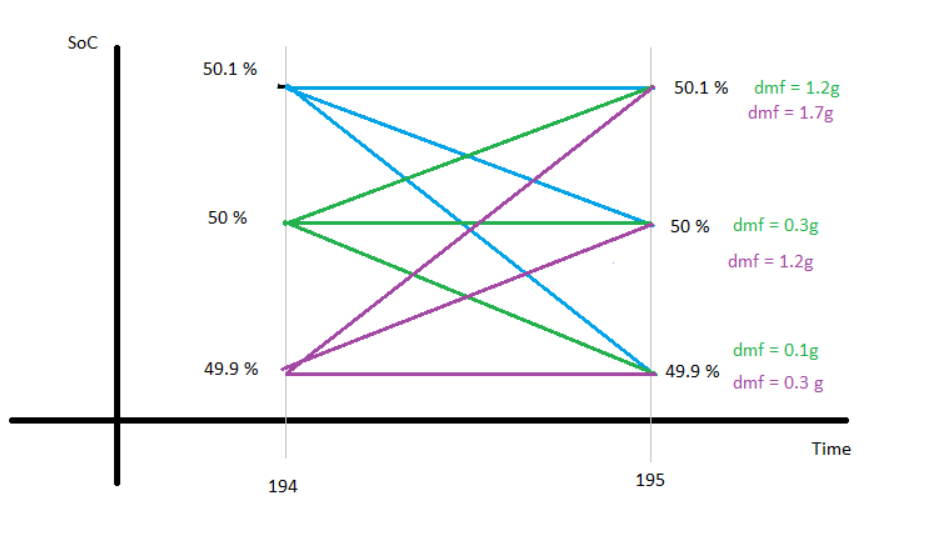 SoC
50.1 %
50.1 %
dmf = 1.2g
dmf = 1.7g
50 %
50 %
dmf = 0.3g
dmf = 1.2g
49.9 %
49.9 %
dmf = 0.1g
dmf = 0.3 g
Time
194
195